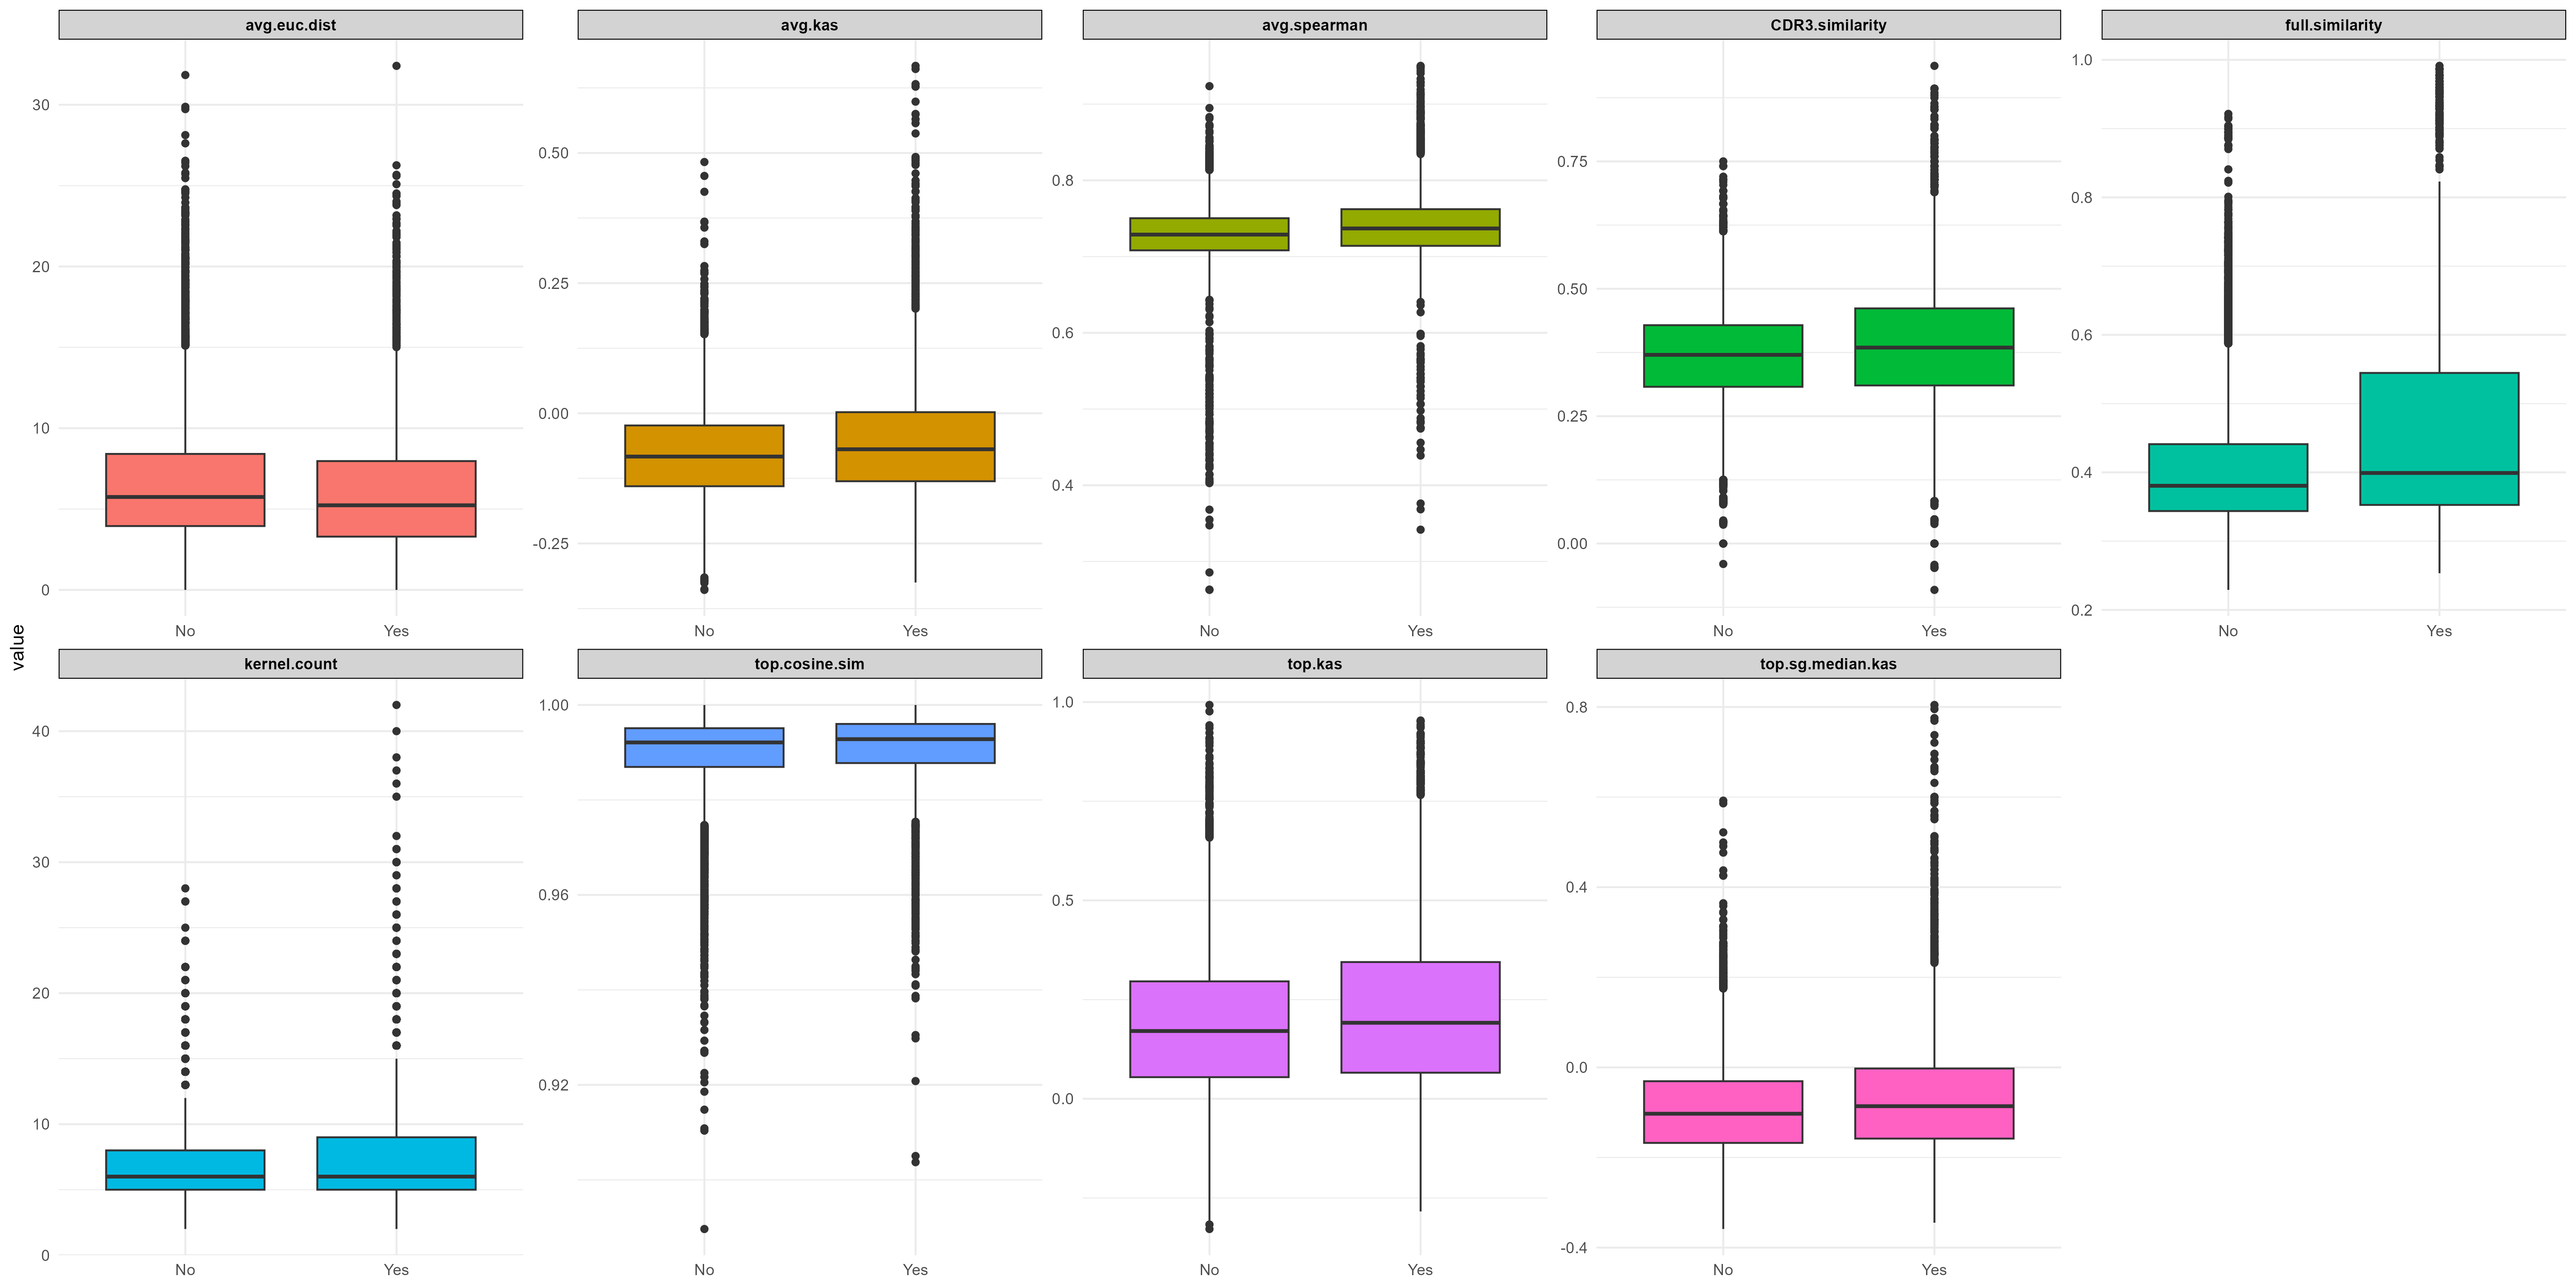 avg.euc.dist
avg.kas
avg.spearman
CDR3.similarity
full.similarity
30
20
10
0
No
Yes
0.50
0.25
0.00
-0.25
No
Yes
0.8
0.6
0.4
No
Yes
0.75
0.50
0.25
0.00
No
Yes
1.0
0.8
0.6
0.4
0.2
No
Yes
value
kernel.count
top.cosine.sim
top.kas
top.sg.median.kas
40
30
20
10
0
No
Yes
1.00
0.96
0.92
No
Yes
1.0
0.5
0.0
No
Yes
0.8
0.4
0.0
-0.4
No
Yes